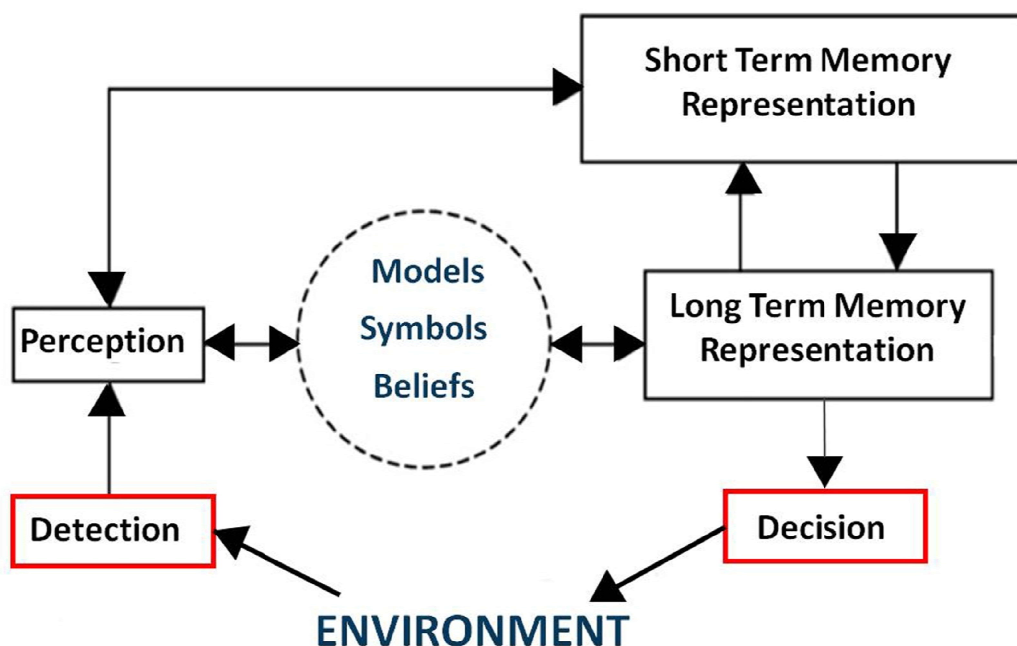 Short Term Memory
Representation
Models
Symbols
Beliefs
Perception
Long Term Memory
Representation
Detection
Decision
ENVIRONMENT